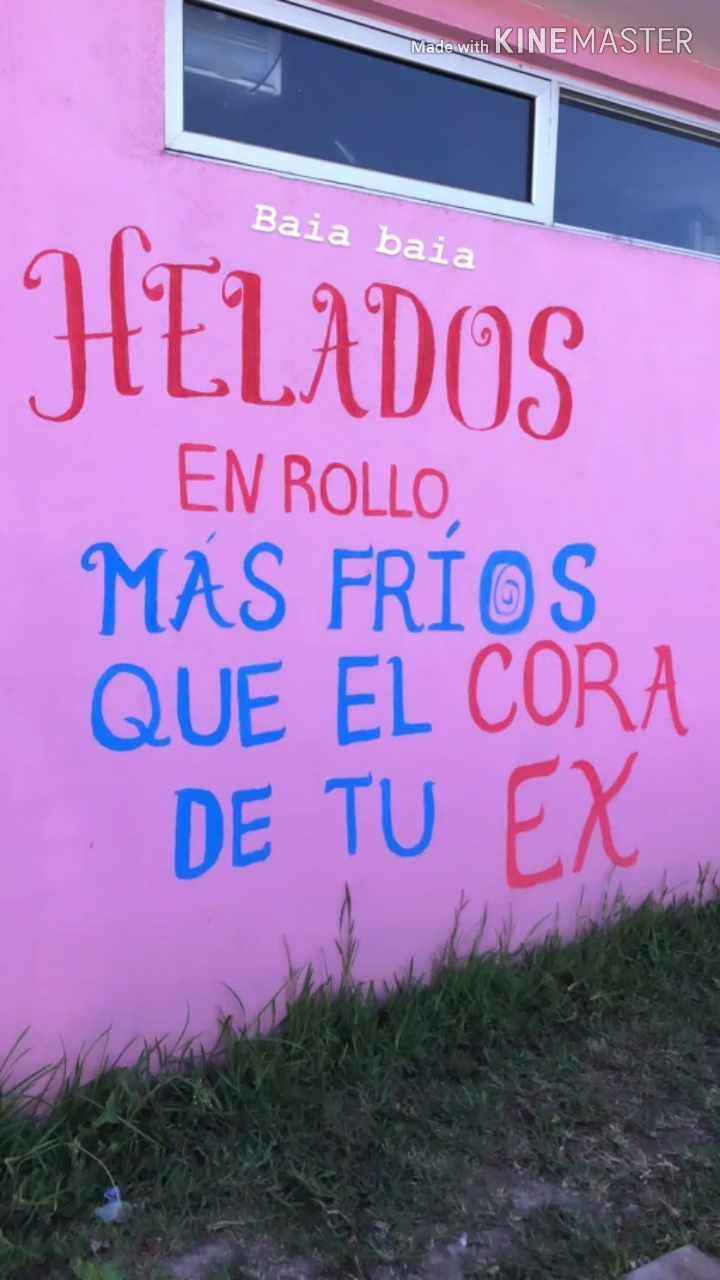 Made with KINEMASTER
Baia baia
HELADOS
EN ROLLO
MÁS FRÍOS
QUE EL CORA
DE TU EX